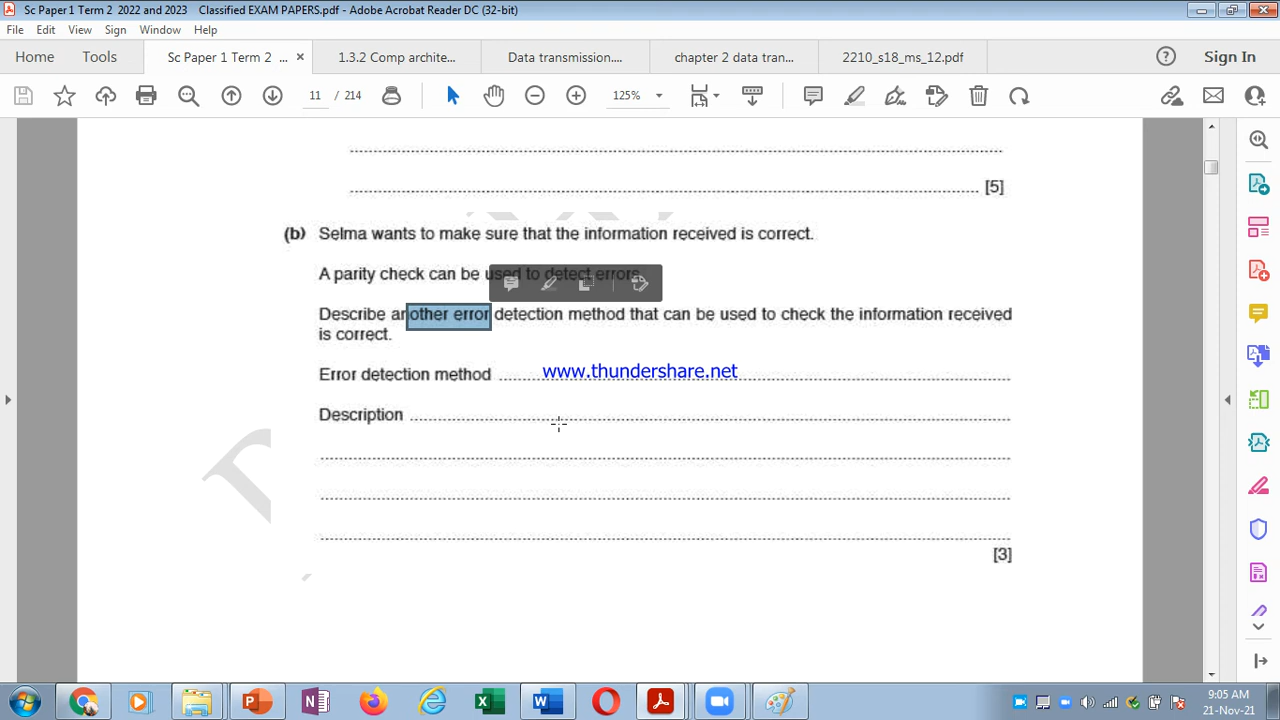 Sc Paper 1 Term 2 2022 and 2023 Classified EXAM PAPERS.pdf - Adobe Acrobat Reader DC (32-bit)
File Edit View Sign Window Help
Home Tools Sc Paper 1 Term 2 ... × 1.3.2 Comp archite... Data transmission.... chapter 2 data tran... 2210_s18_ms_12.pdf Sign In
11 / 214 125%
[5]
(b) Selma wants to make sure that the information received is correct.
A parity check can be used to detect errors.
Describe another error detection method that can be used to check the information received
is correct.
Error detection method
www.thundershare.net
Description
[3]
9:05 AM
21-Nov-21